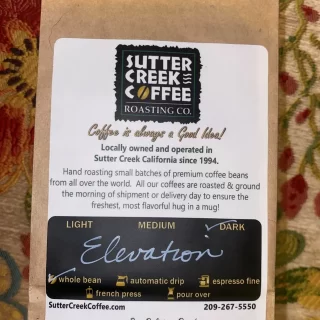 SUTTER
CREEK
COFFEE
ROASTING CO.
Coffee is always a Good Idea!
Locally owned and operated in
Sutter Creek California since 1994.
Hand roasting small batches of premium coffee beans
from all over the world. All our coffees are roasted & ground
the morning of shipment or delivery day to ensure the
freshest, most flavorful hug in a mug!
LIGHT MEDIUM DARK
Elevation
whole bean automatic drip espresso fine
french press pour over
SutterCreekCoffee.com 209-267-5550